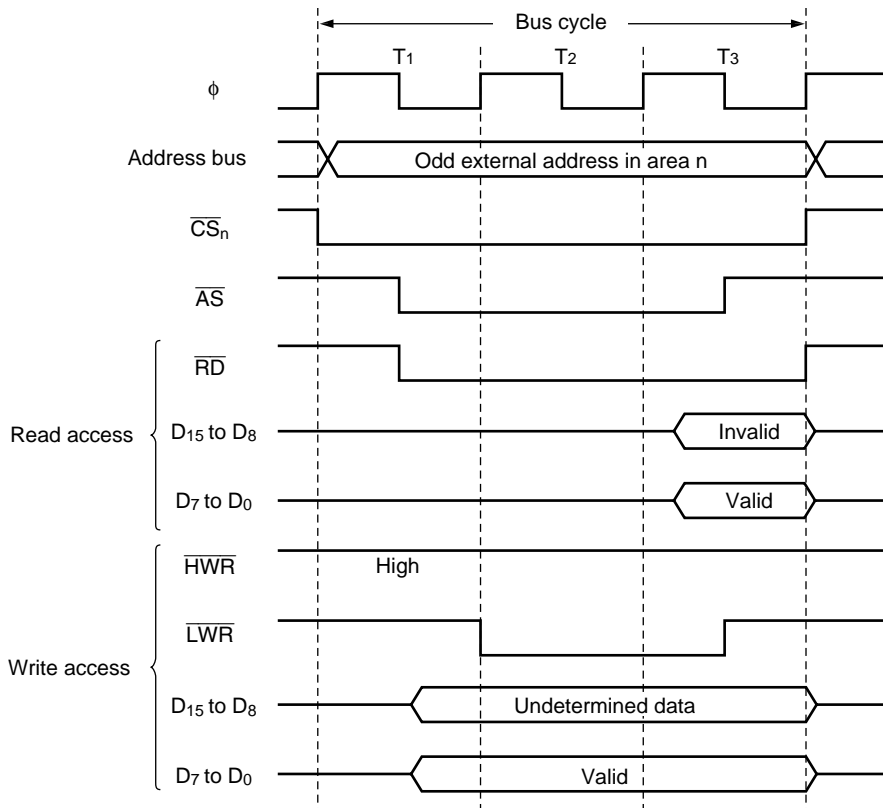 Bus cycle
T1 T2 T3
ϕ
Address bus Odd external address in area n
CSn
AS
Read access
RD
D15 to D8 Invalid
D7 to D0 Valid
Write access
HWR High
LWR
D15 to D8 Undetermined data
D7 to D0 Valid